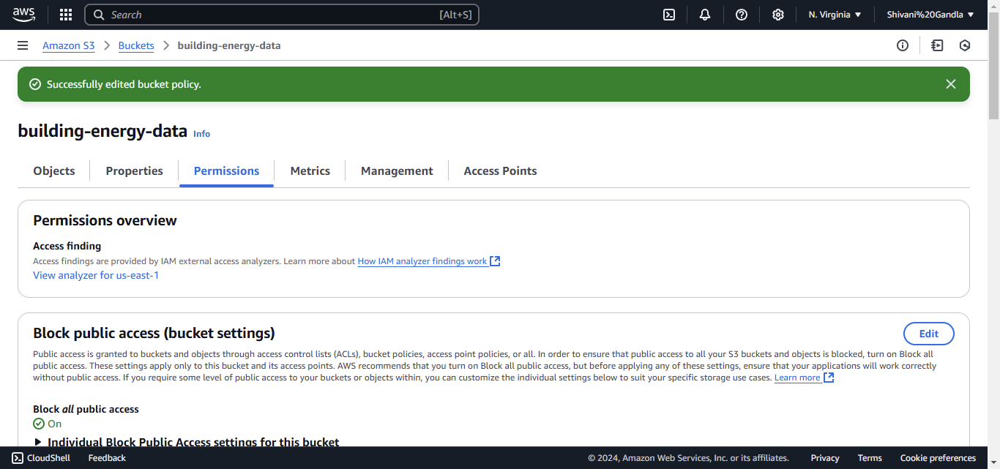 aws
Search [Alt+S]
N. Virginia
Shivani%20Gandla
Amazon S3 Buckets building-energy-data
Successfully edited bucket policy.
building-energy-data Info
Objects Properties Permissions Metrics Management Access Points
Permissions overview
Access finding
Access findings are provided by IAM external access analyzers. Learn more about How IAM analyzer findings work
View analyzer for us-east-1
Block public access (bucket settings)
Edit
Public access is granted to buckets and objects through access control lists (ACLs), bucket policies, access point policies, or all. In order to ensure that public access to all your S3 buckets and objects is blocked, turn on Block all
public access. These settings apply only to this bucket and its access points. AWS recommends that you turn on Block all public access, but before applying any of these settings, ensure that your applications will work correctly
without public access. If you require some level of public access to your buckets or objects within, you can customize the individual settings below to suit your specific storage use cases. Learn more
Block all public access
On
Individual Block Public Access settings for this bucket
CloudShell Feedback © 2024, Amazon Web Services, Inc. or its affiliates. Privacy Terms Cookie preferences